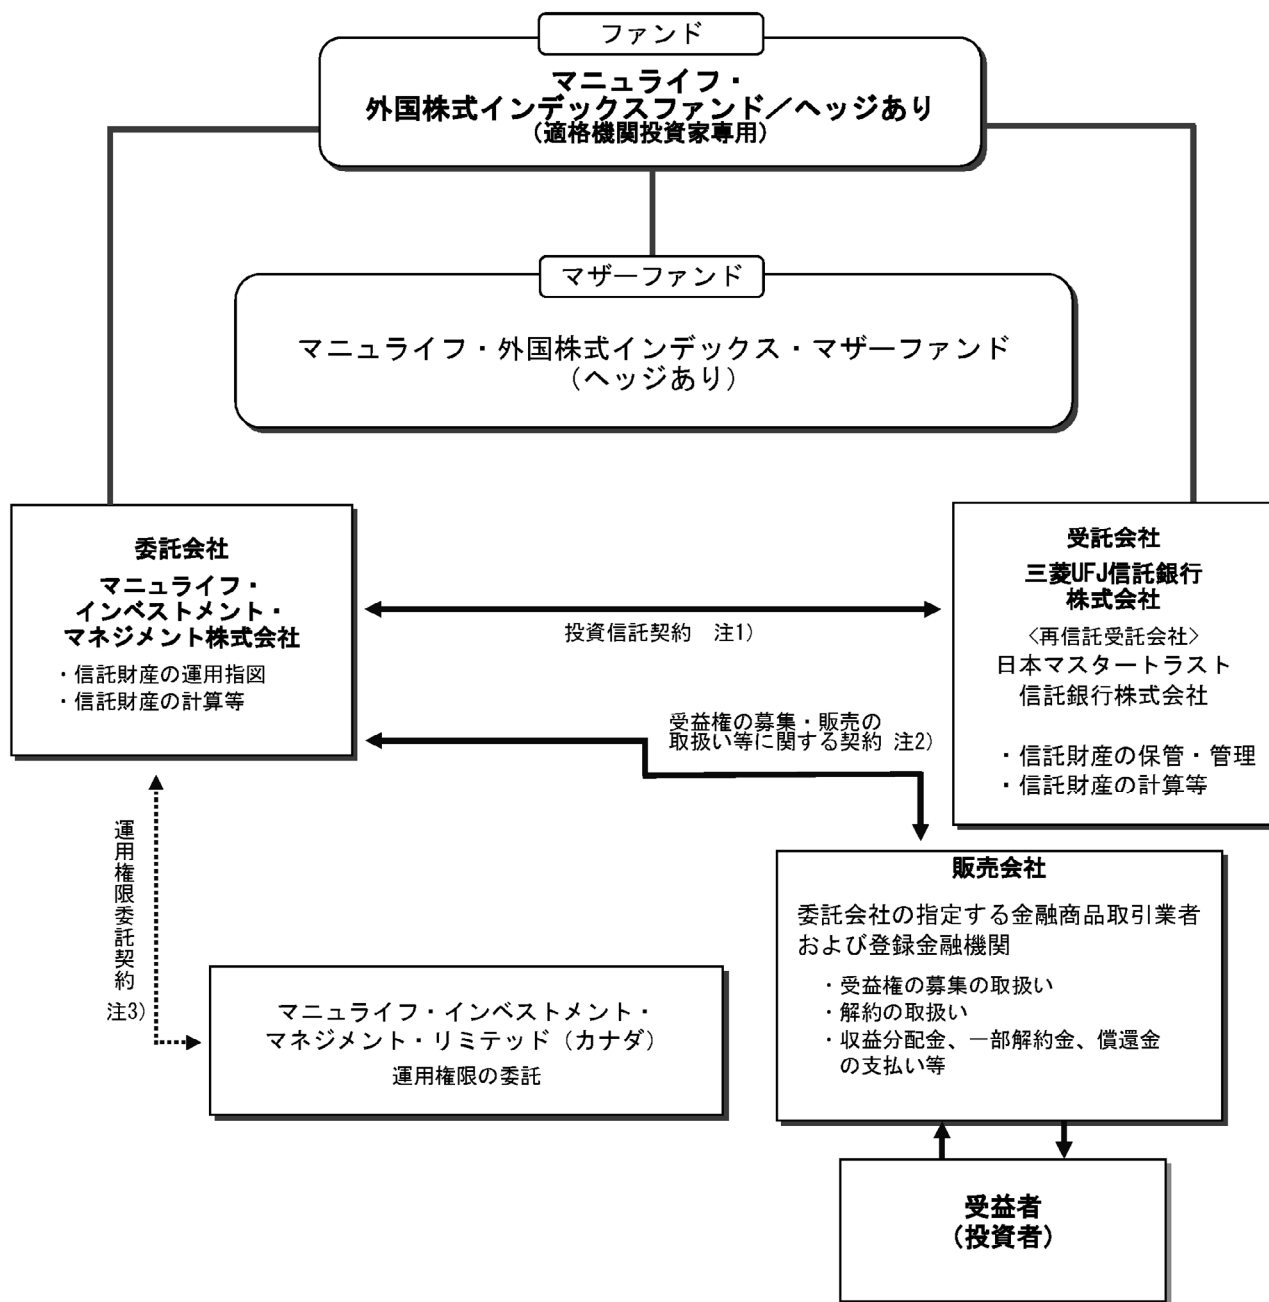 ファンド
マニュライフ・
外国株式インデックスファンド／ヘッジあり
（適格機関投資家専用）
マザーファンド
マニュライフ・外国株式インデックス・マザーファンド
（ヘッジあり）
委託会社
マニュライフ・
インベストメント・
マネジメント株式会社
・信託財産の運用指図
・信託財産の計算等
投資信託契約　注1）
受託会社
三菱UFJ信託銀行
株式会社
〈再信託受託会社〉
日本マスタートラスト
信託銀行株式会社
・信託財産の保管・管理
・信託財産の計算等
受益権の募集・販売の
取扱い等に関する契約 注2）
運用権限委託契約
注3）
マニュライフ・インベストメント・
マネジメント・リミテッド（カナダ）
運用権限の委託
販売会社
委託会社の指定する金融商品取引業者
および登録金融機関
・受益権の募集の取扱い
・解約の取扱い
・収益分配金、一部解約金、償還金
の支払い等
受益者
（投資者）